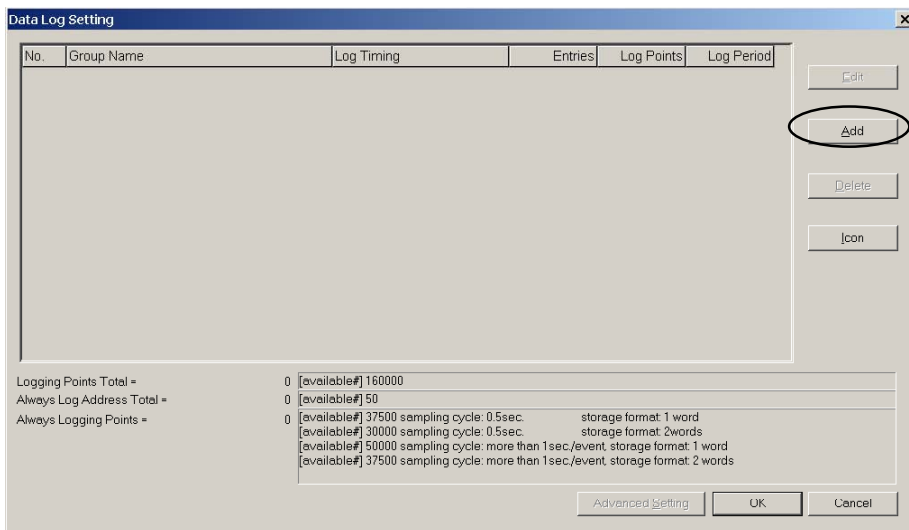 Data Log Setting
No. Group Name Log Timing Entries Log Points Log Period
Edit
Add
Delete
Icon
Logging Points Total = 0 [available#] 160000
Always Log Address Total = 0 [available#] 50
Always Logging Points = 0 [available#] 37500 sampling cycle: 0.5sec. storage format: 1 word
[available#] 30000 sampling cycle: 0.5sec. storage format: 2words
[available#] 50000 sampling cycle: more than 1sec./event, storage format: 1 word
[available#] 37500 sampling cycle: more than 1sec./event, storage format: 2 words
Advanced Setting OK Cancel